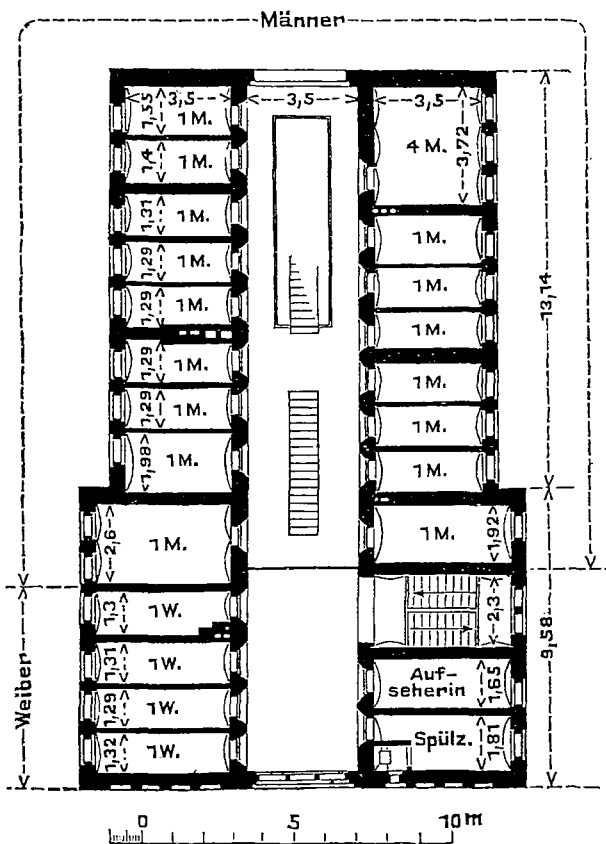 Männer
3,5 3,5 3,5
1,55 1 M.
4 M. 3,72
1,4 1 M.
1,31 1 M.
1 M.
1,29 1 M.
1 M.
1,29 1 M.
1 M.
13,14
1,29 1 M.
1 M.
1,29 1 M.
1 M.
1,98 1 M.
1 M.
2,6 1 M.
1 M. 1,92
Weiber
1,3 1 W.
2,3
9,58
1,31 1 W.
Auf-
seherin 1,65
1,29 1 W.
1,32 1 W.
Spülz. 1,81
0 5 10 m